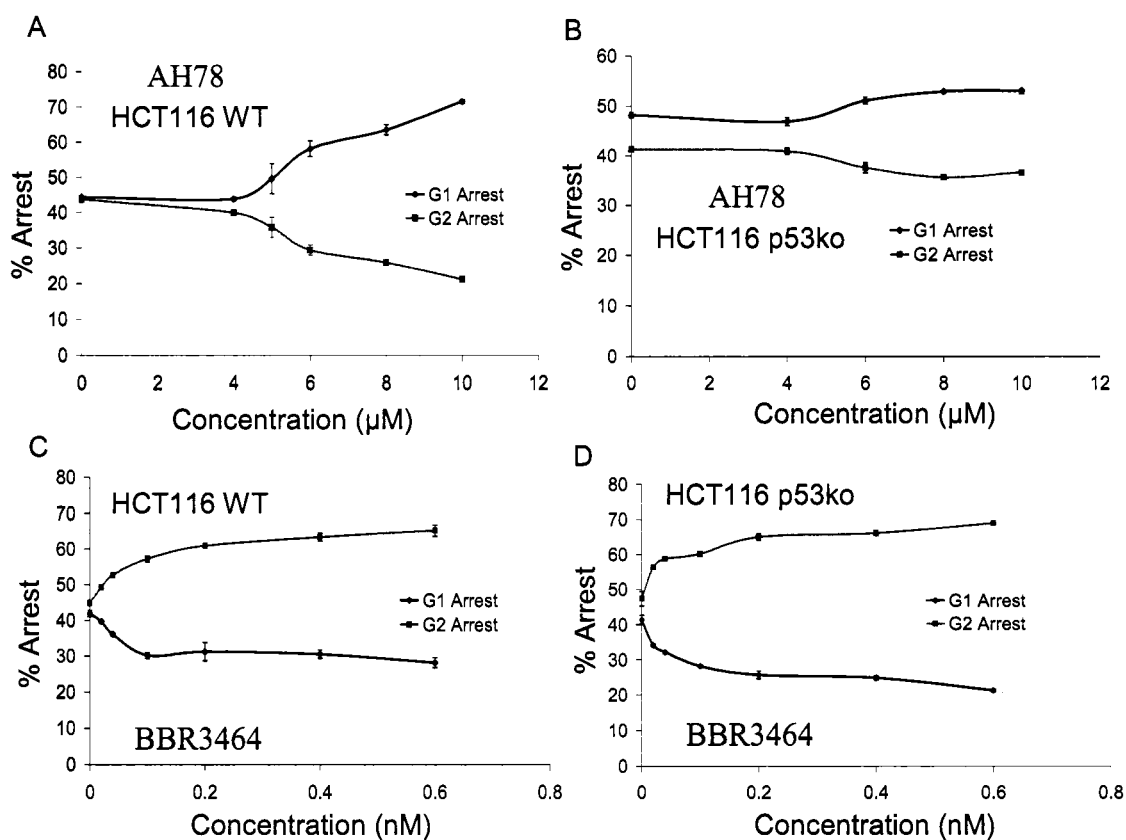 A
AH78
HCT116 WT
% Arrest
80
70
60
50
40
30
20
10
0
G1 Arrest
G2 Arrest
0 2 4 6 8 10 12
Concentration (µM)
B
60
50
40
30
20
10
0
% Arrest
AH78
HCT116 p53ko
G1 Arrest
G2 Arrest
0 2 4 6 8 10 12
Concentration (µM)
C
HCT116 WT
% Arrest
80
70
60
50
40
30
20
10
0
G1 Arrest
G2 Arrest
BBR3464
0 0.2 0.4 0.6 0.8
Concentration (nM)
D
HCT116 p53ko
% Arrest
80
70
60
50
40
30
20
10
0
G1 Arrest
G2 Arrest
BBR3464
0 0.2 0.4 0.6 0.8
Concentration (nM)